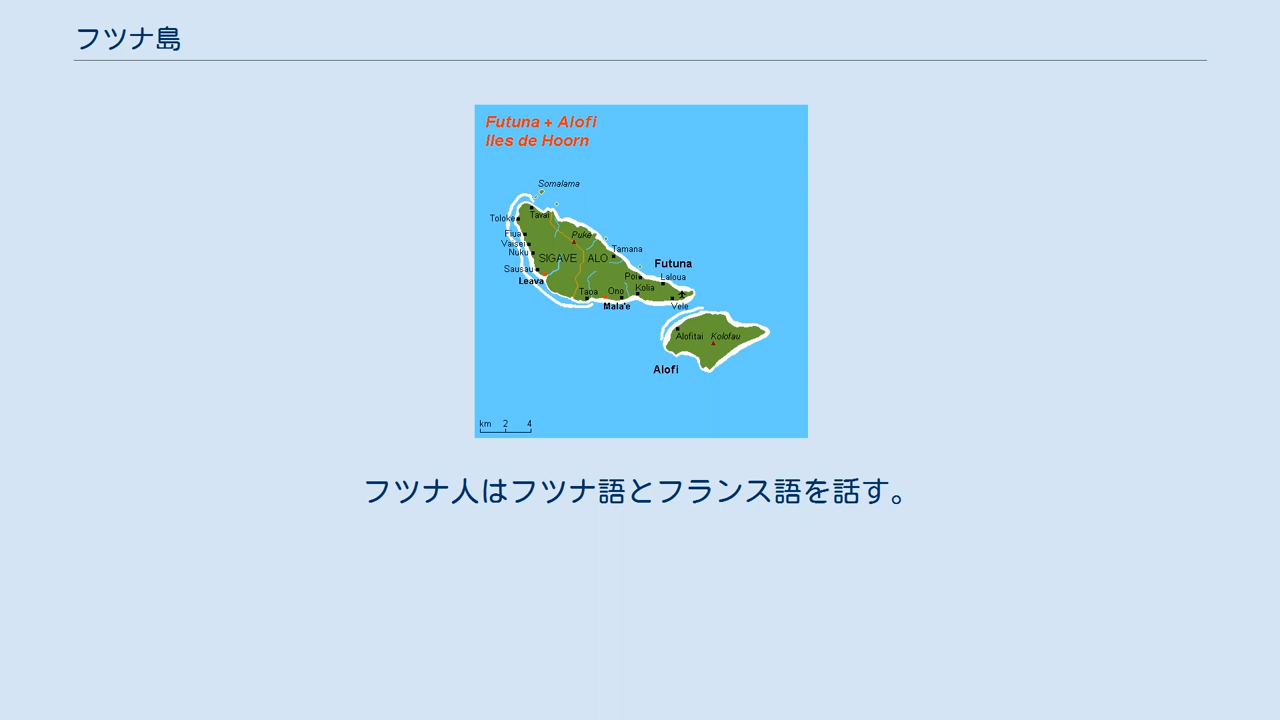 フツナ島
Futuna + Alofi
Iles de Hoorn
Somalama
Toloke
Tavai
Fiua
Vaisei
Nuku
Puke
Tamana
SIGAVE
ALO
Futuna
Sausau
Leava
Poi
Laloua
Taoa
Ono
Kolia
Mala'e
Vele
Alofitai
Kolofau
Alofi
km 2 4
フツナ人はフツナ語とフランス語を話す。